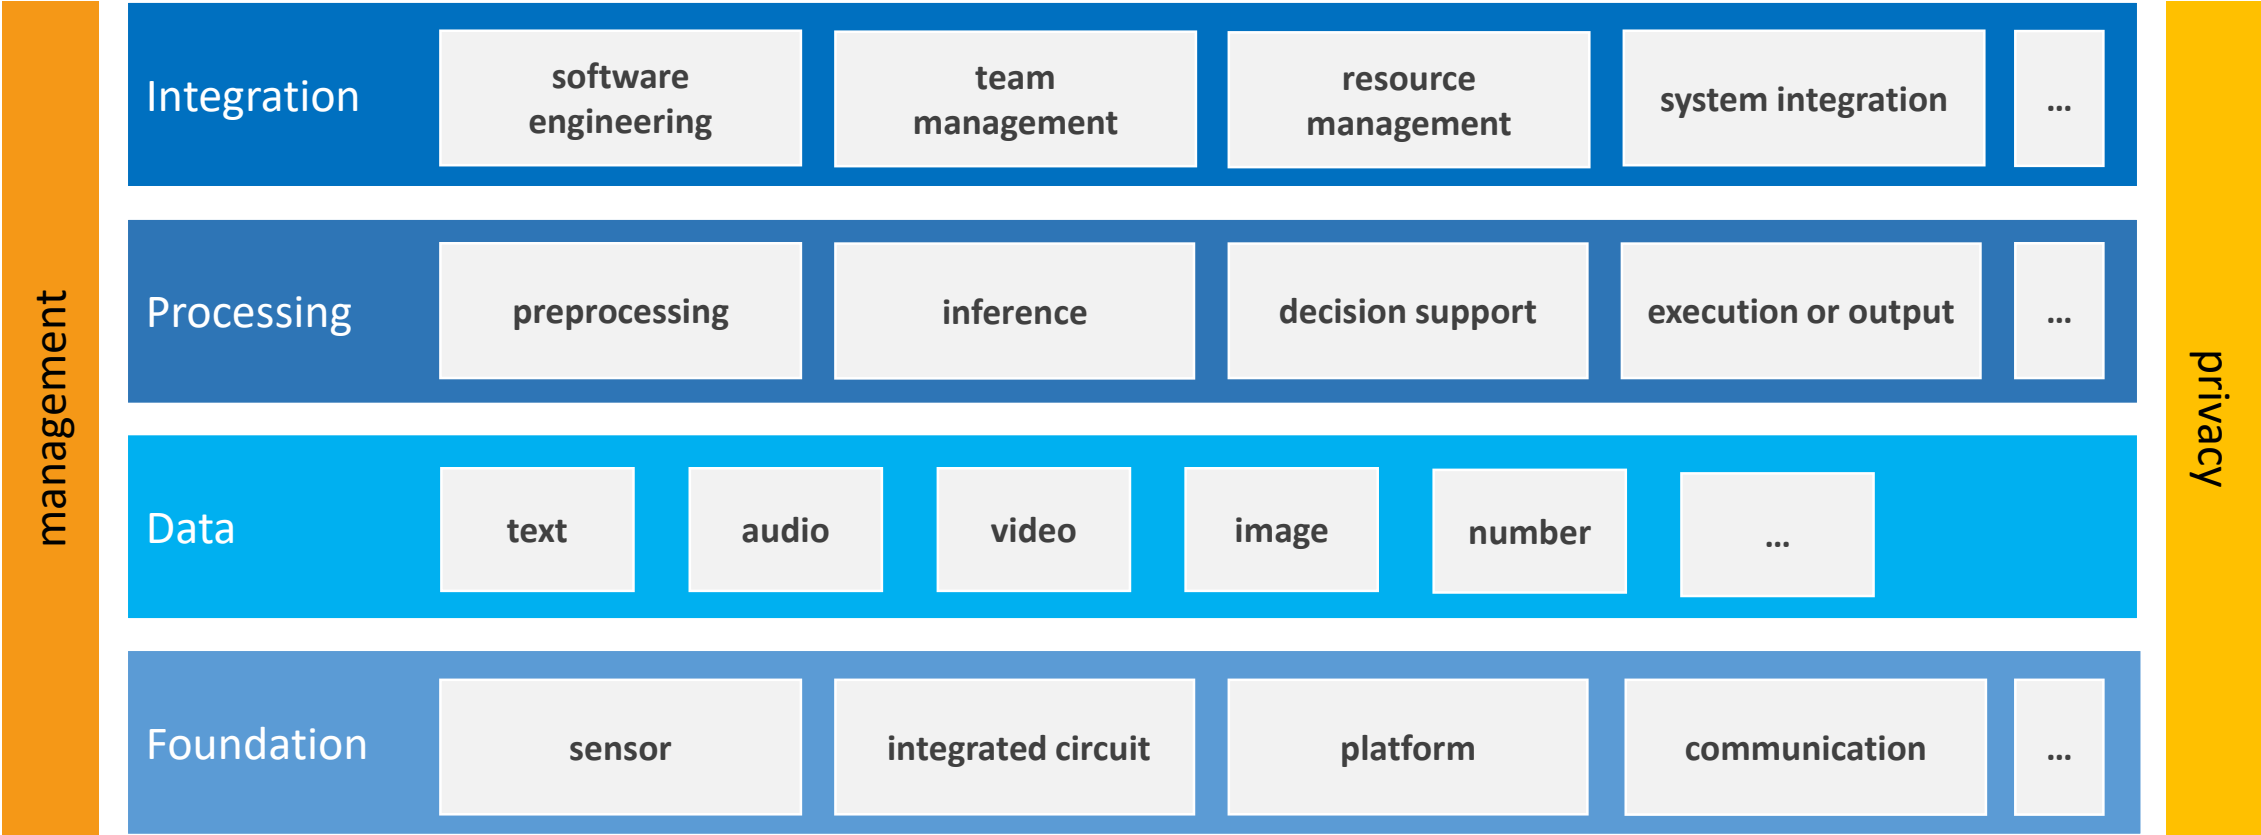 management
Integration
software
engineering
team
management
resource
management
system integration
...
Processing
preprocessing
inference
decision support
execution or output
...
Data
text
audio
video
image
number
...
Foundation
sensor
integrated circuit
platform
communication
...
privacy